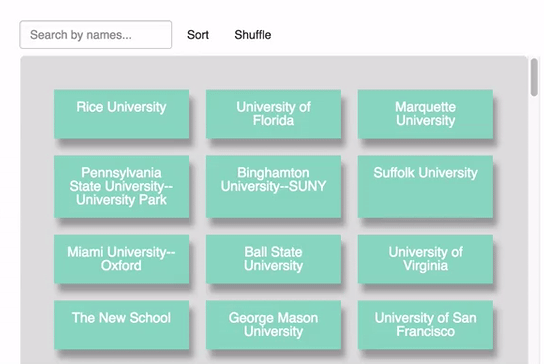 Search by names...
Sort
Shuffle
Rice University
University of
Florida
Marquette
University
Pennsylvania
State University--
University Park
Binghamton
University--SUNY
Suffolk University
Miami University--
Oxford
Ball State
University
University of
Virginia
The New School
George Mason
University
University of San
Francisco